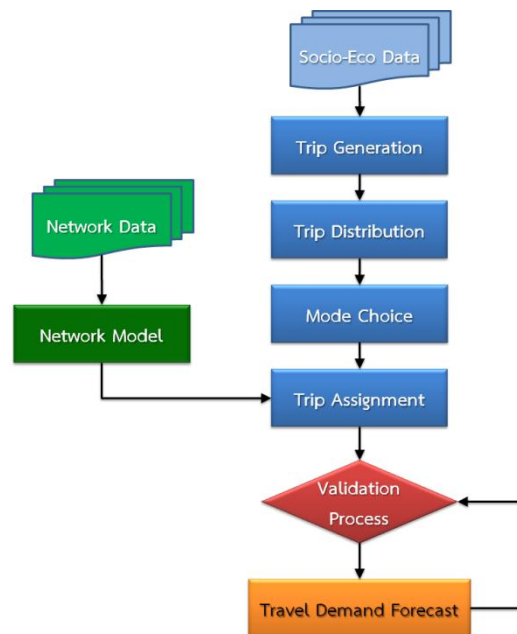 Socio-Eco Data
Trip Generation
Network Data
Trip Distribution
Network Model
Mode Choice
Trip Assignment
Validation
Process
Travel Demand Forecast